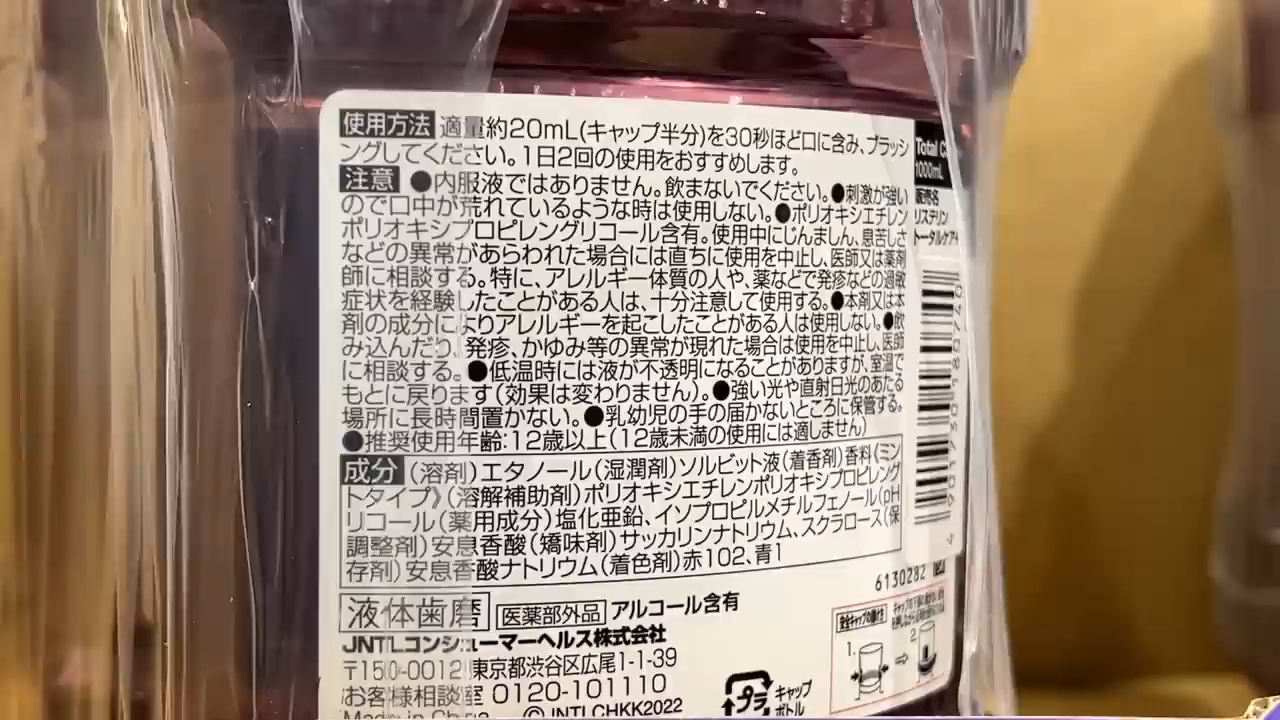 使用方法 適量約20mL(キャップ半分)を30秒ほど口に含み、ブラッシ
ングしてください。1日2回の使用をおすすめします。
注意 ●内服液ではありません。飲まないでください。●刺激が強い
ので口中が荒れているような時は使用しない。●ポリオキシエチレン
ポリオキシプロピレングリコール含有。使用中にじんましん、息苦しさ
などの異常があらわれた場合には直ちに使用を中止し、医師又は薬剤
師に相談する。特に、アレルギー体質の人や、薬などで発疹などの過敏
症状を経験したことがある人は、十分注意して使用する。●本剤又は本
剤の成分によりアレルギーを起こしたことがある人は使用しない。●飲
み込んだり、発疹、かゆみ等の異常が現れた場合は使用を中止し、医師
に相談する。●低温時には液が不透明になることがありますが、室温で
もとに戻ります(効果は変わりません)。●強い光や直射日光のあたる
場所に長時間置かない。●乳幼児の手の届かないところに保管する。
●推奨使用年齢:12歳以上(12歳未満の使用には適しません)
成分 (溶剤)エタノール(湿潤剤)ソルビット液(着香剤)香料《ミン
トタイプ》(溶解補助剤)ポリオキシエチレンポリオキシプロピレング
リコール(薬用成分)塩化亜鉛、イソプロピルメチルフェノール(pH
調整剤)安息香酸(矯味剤)サッカリンナトリウム、スクラロース(保
存剤)安息香酸ナトリウム(着色剤)赤102、青1
6130282
液体歯磨 医薬部外品 アルコール含有
JNTLコンシューマーヘルス株式会社
〒150-0012 東京都渋谷区広尾1-1-39
お客様相談室 0120-101110
Made in China © JNTLCHKK2022
プラ キャップ
ボトル
安全キャップの開け方
1.
2.
Total C
1000mL
販売名
リステリン
トータルケア+